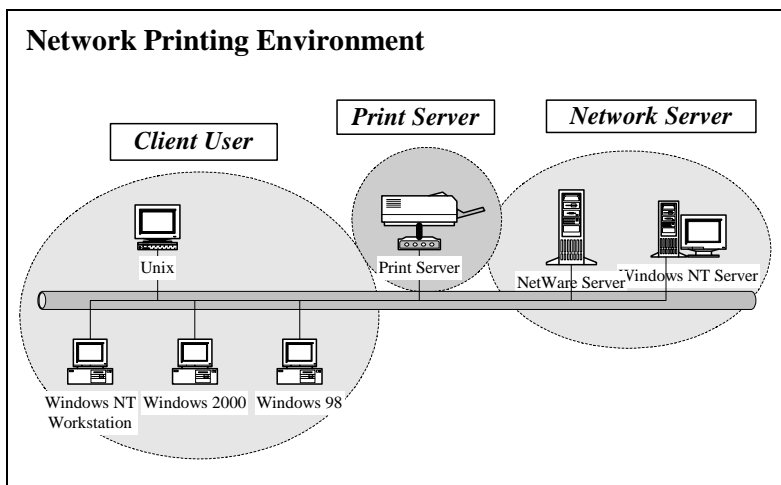 Network Printing Environment
Client User
Print Server
Network Server
Unix
Print Server
NetWare Server
Windows NT Server
Windows NT
Workstation
Windows 2000
Windows 98